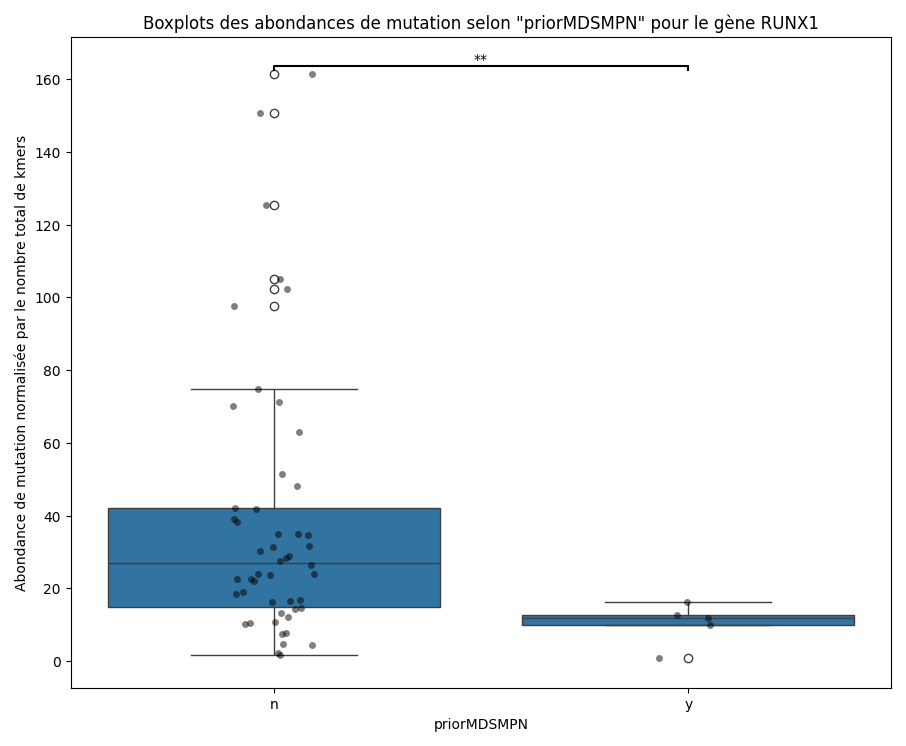 Boxplots des abondances de mutation selon "priorMDSMPN" pour le gène RUNX1
**
160
140
120
100
80
60
40
20
0
Abondance de mutation normalisée par le nombre total de kmers
n y
priorMDSMPN